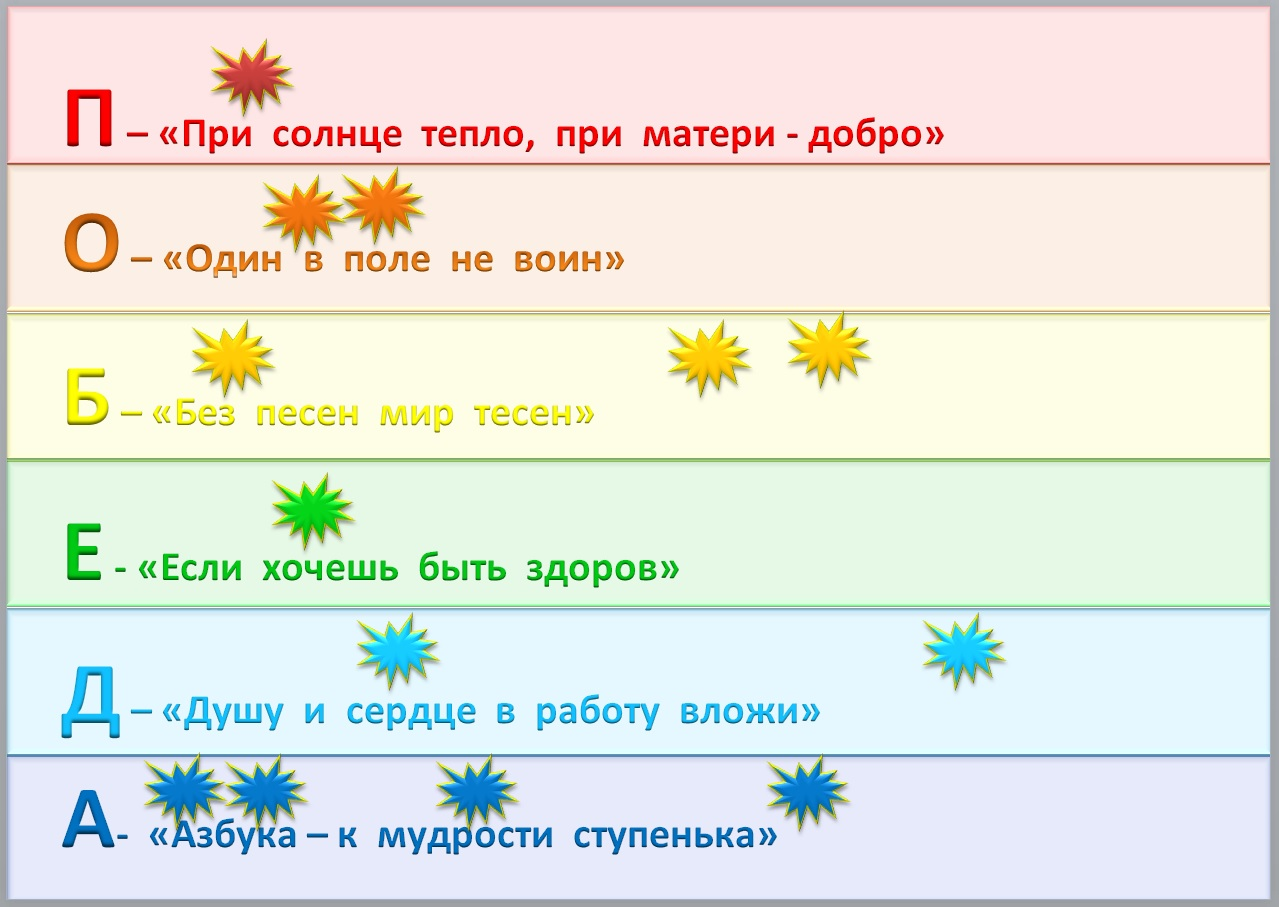 П – «При солнце тепло, при матери - добро»
О – «Один в поле не воин»
Б – «Без песен мир тесен»
Е - «Если хочешь быть здоров»
Д – «Душу и сердце в работу вложи»
А- «Азбука – к мудрости ступенька»